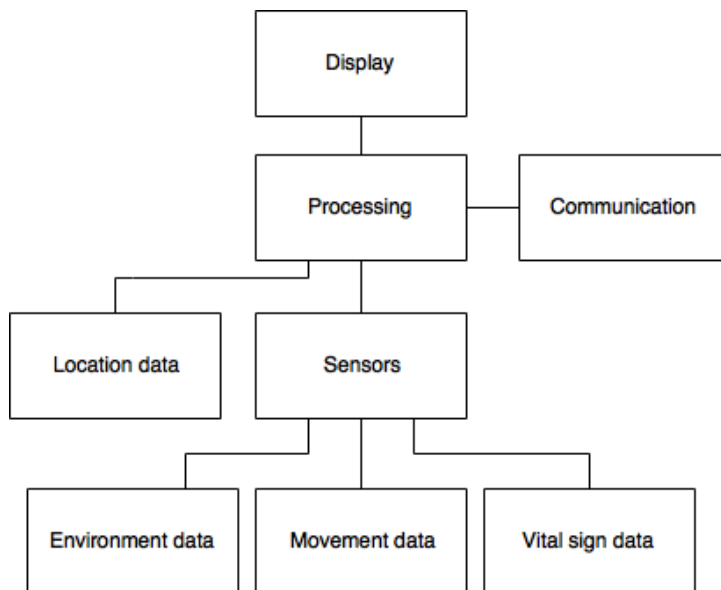 Display
Processing
Communication
Location data
Sensors
Environment data
Movement data
Vital sign data